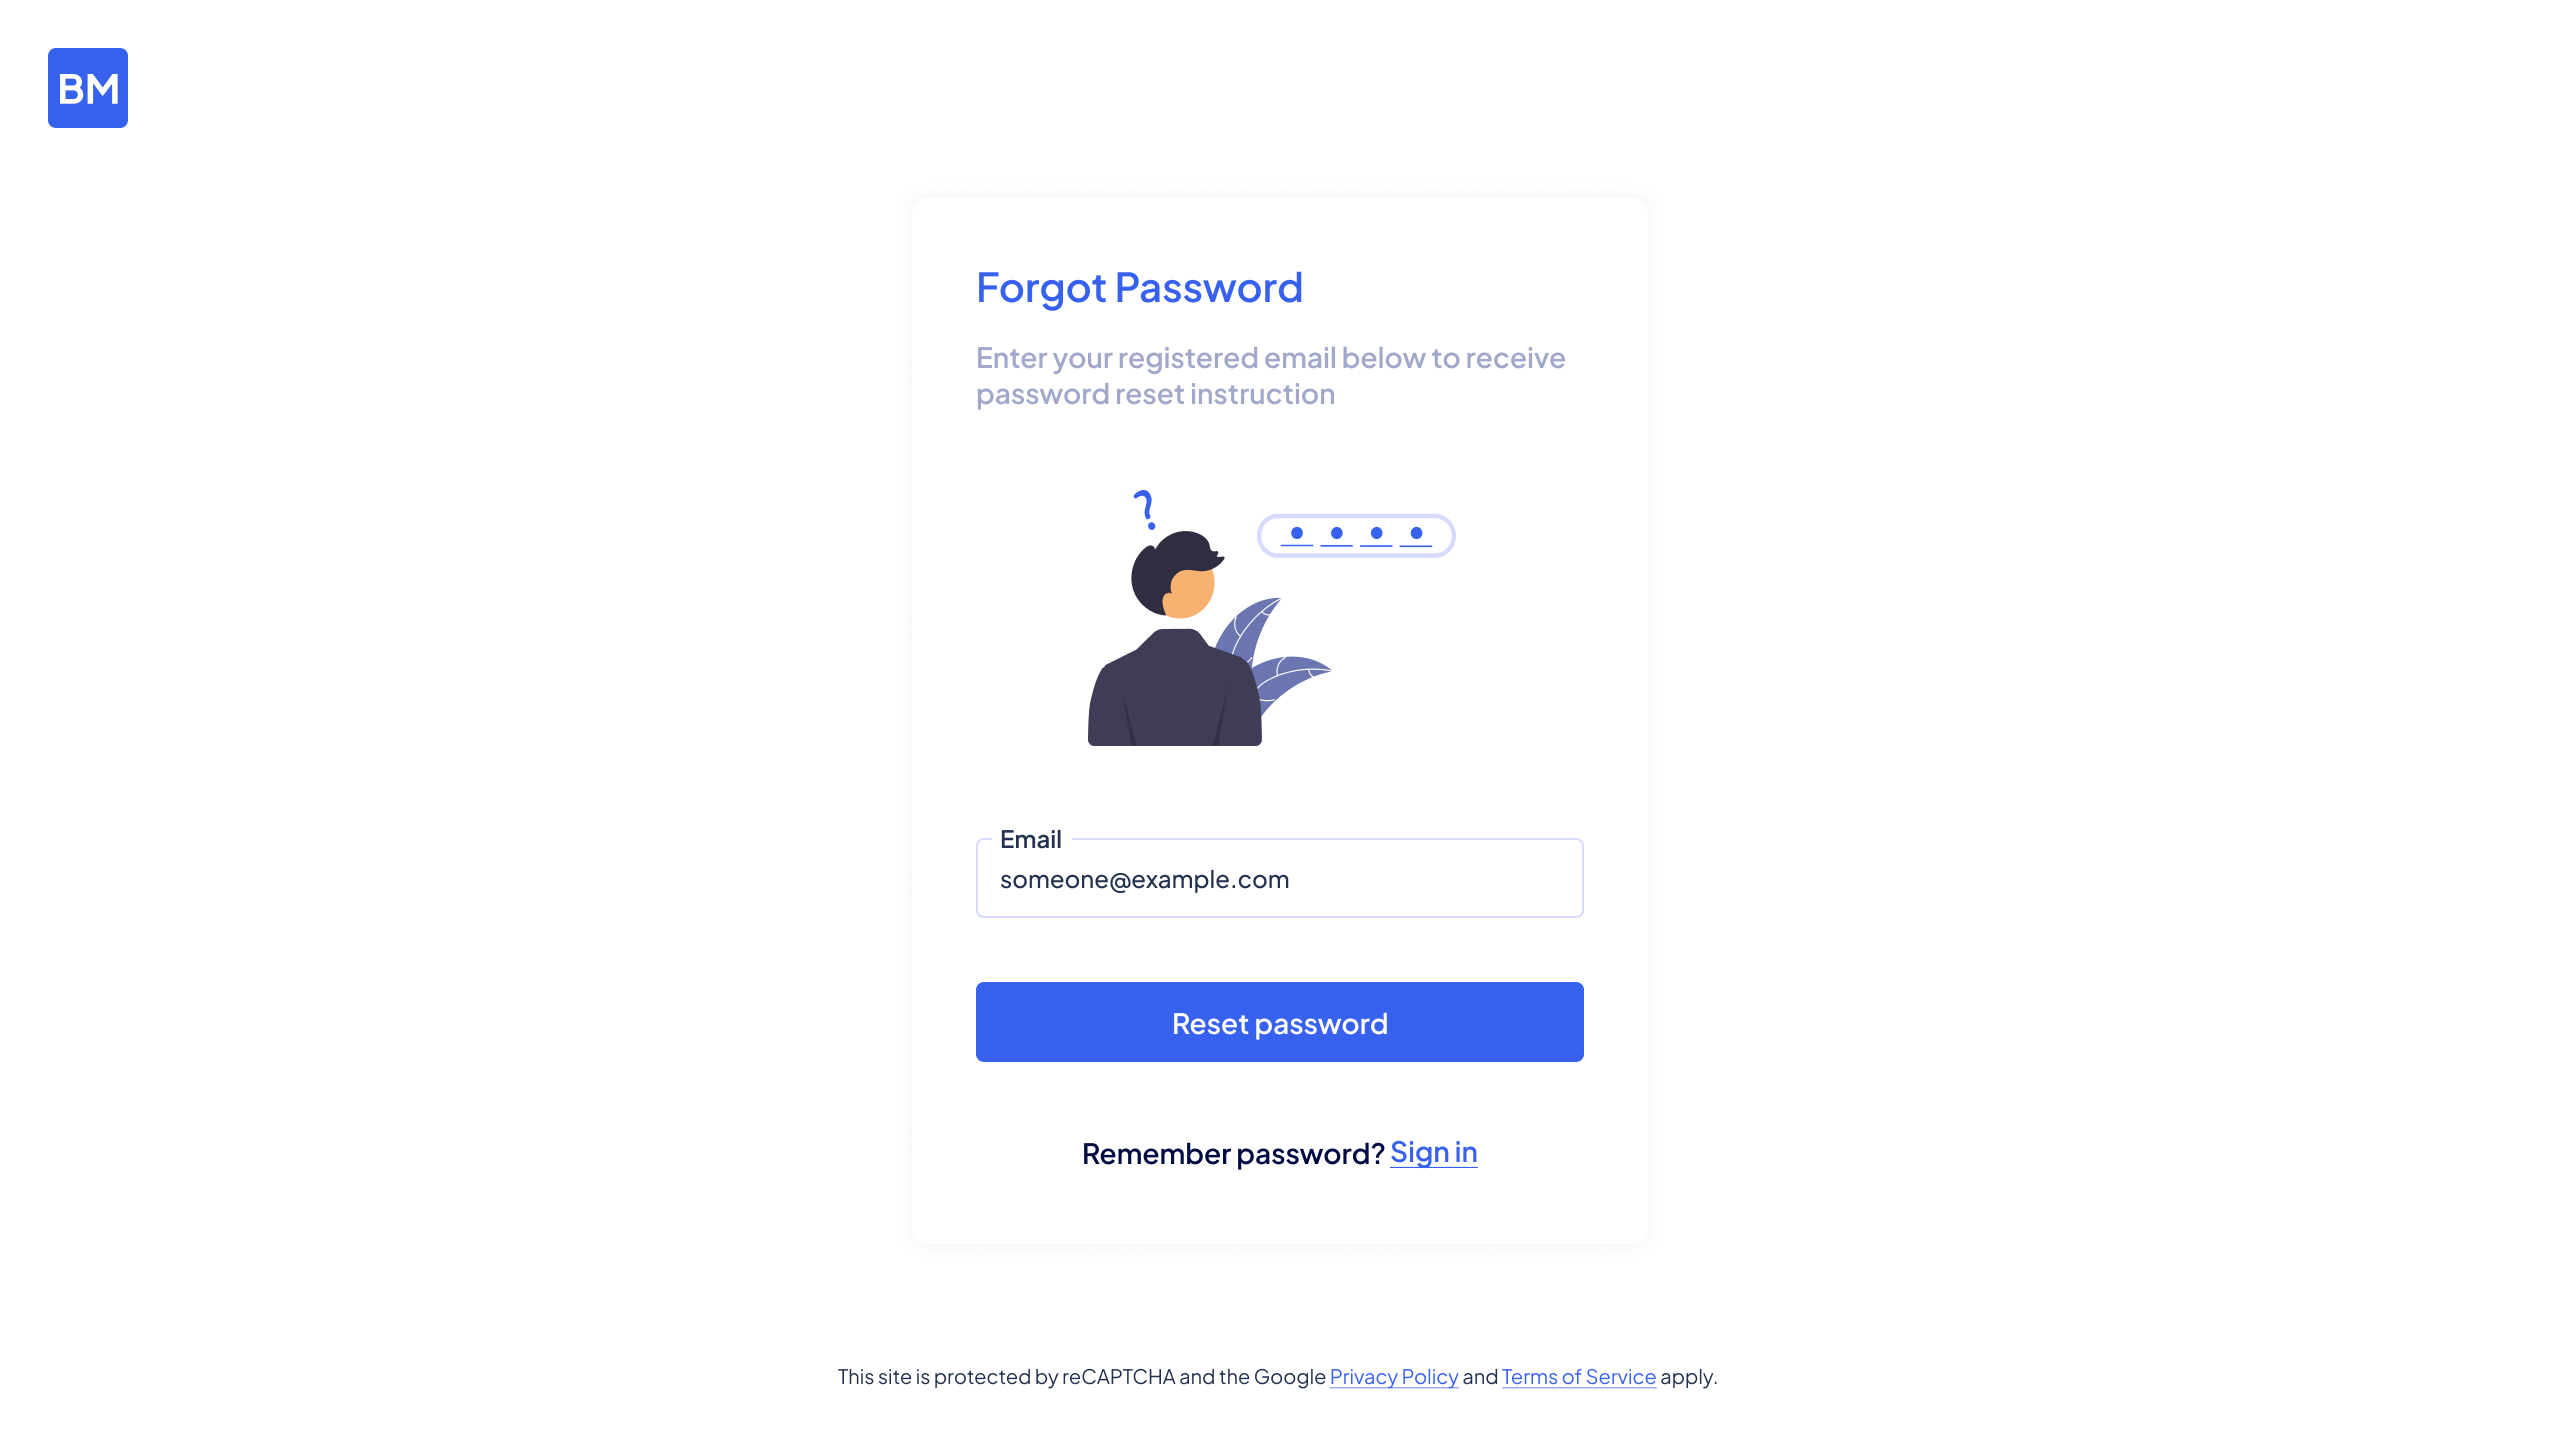 BM
Forgot Password
Enter your registered email below to receive
password reset instruction
?
Email
someone@example.com
Reset password
Remember password? Sign in
This site is protected by reCAPTCHA and the Google Privacy Policy and Terms of Service apply.